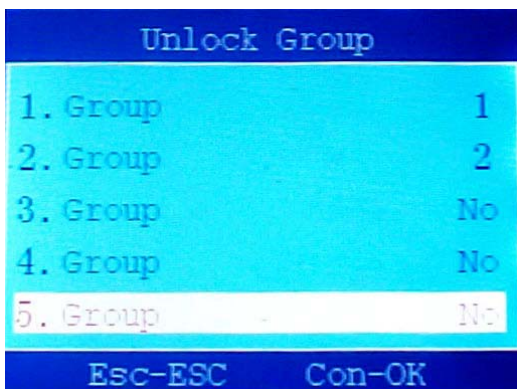 Unlock Group
1. Group 1
2. Group 2
3. Group No
4. Group No
5. Group No
Esc-ESC Con-OK